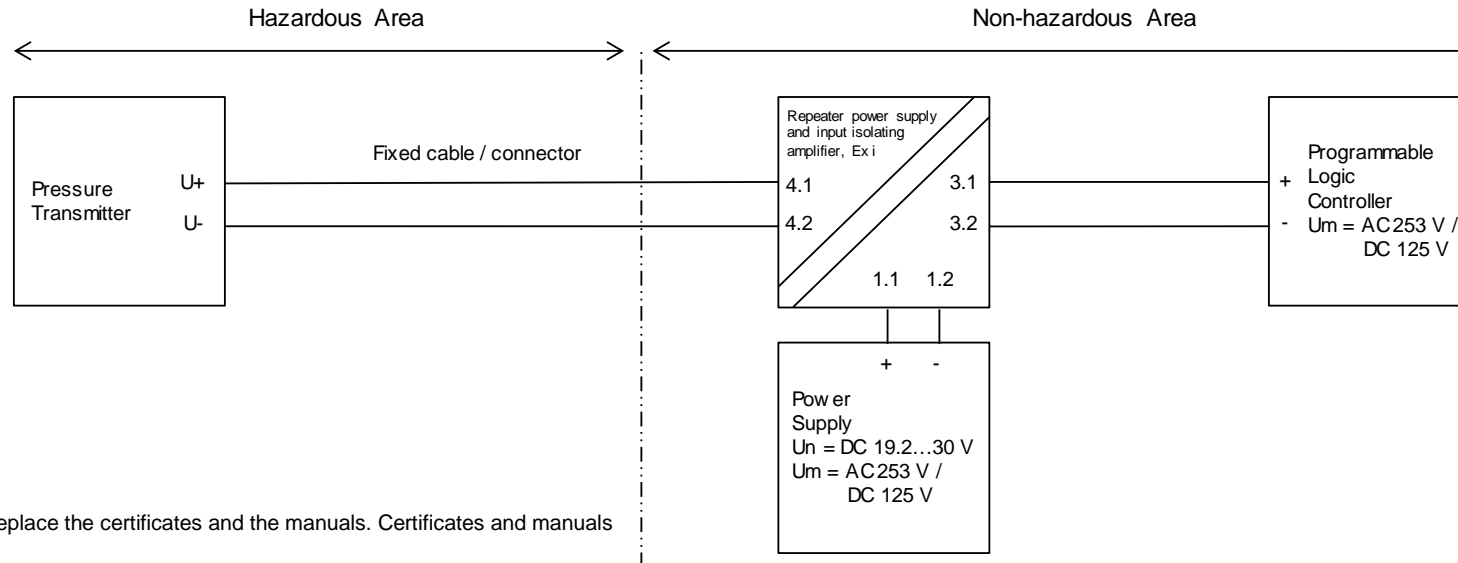 Hazardous Area
Non-hazardous Area
Pressure
Transmitter
U+
U-
Fixed cable / connector
Repeater power supply
and input isolating
amplifier, Ex i
4.1
4.2
3.1
3.2
1.1 1.2
+ -
Power
Supply
Un = DC 19.2…30 V
Um = AC 253 V /
DC 125 V
+
-
Programmable
Logic
Controller
Um = AC 253 V /
DC 125 V
eplace the certificates and the manuals. Certificates and manuals